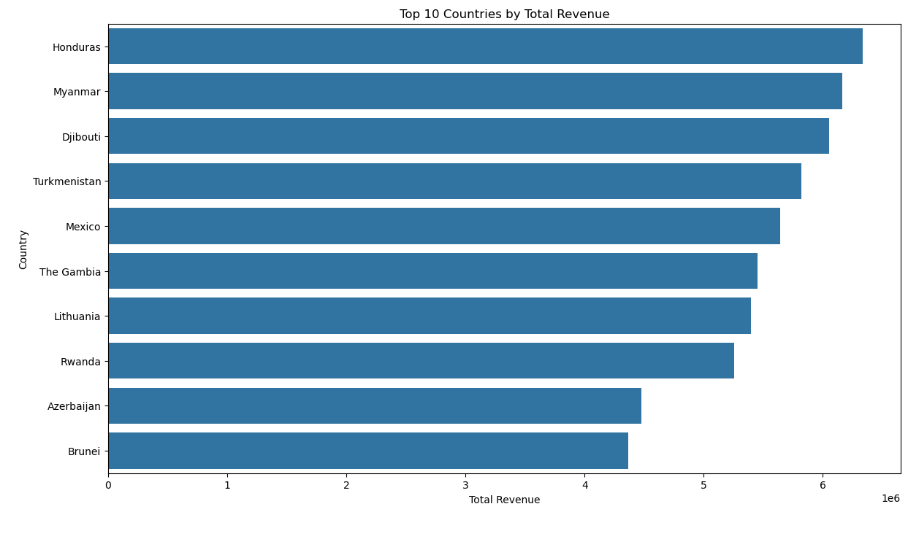 Top 10 Countries by Total Revenue
Honduras
Myanmar
Djibouti
Turkmenistan
Mexico
The Gambia
Lithuania
Rwanda
Azerbaijan
Brunei
Country
0 1 2 3 4 5 6
1e6
Total Revenue